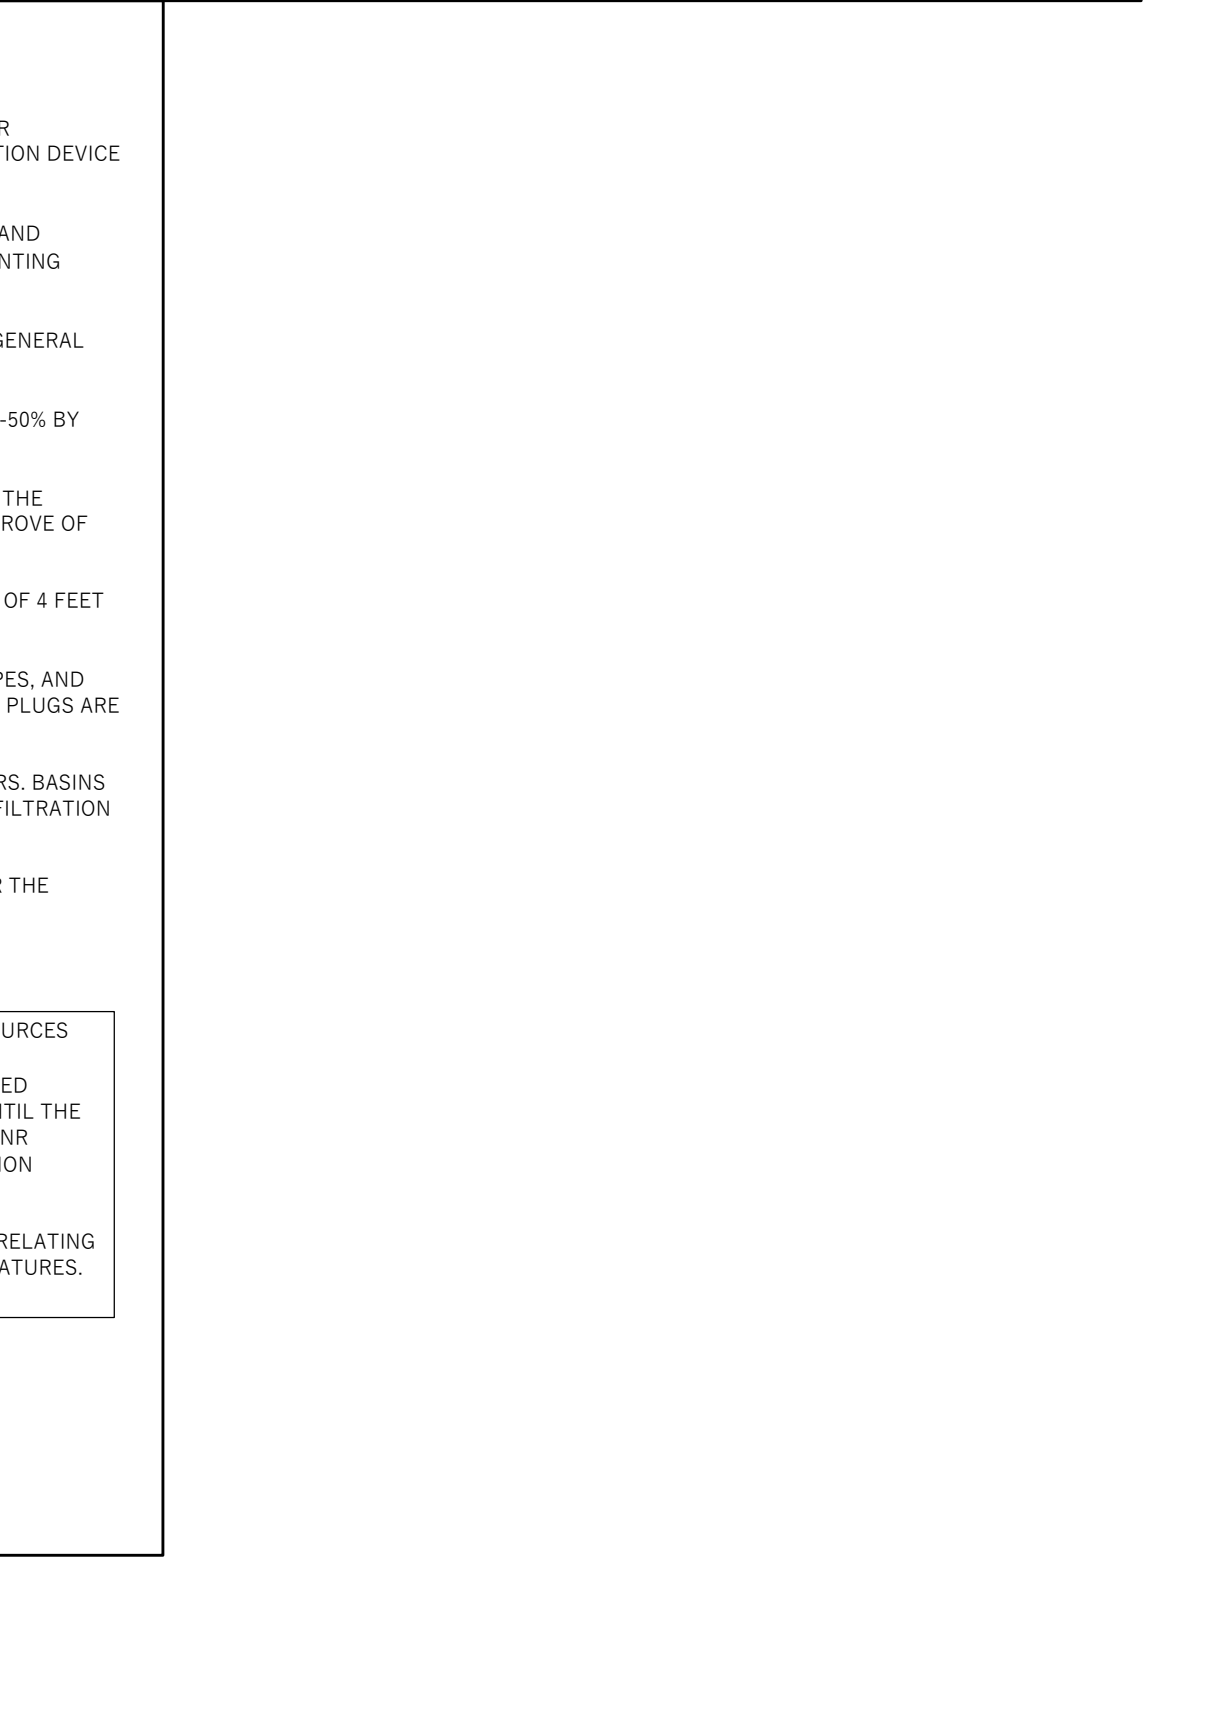 R
TION DEVICE
AND
NTING
GENERAL
-50% BY
THE
ROVE OF
OF 4 FEET
PES, AND
PLUGS ARE
RS. BASINS
FILTRATION
R THE
URCES
ED
NTIL THE
NR
ION
RELATING
ATURES.